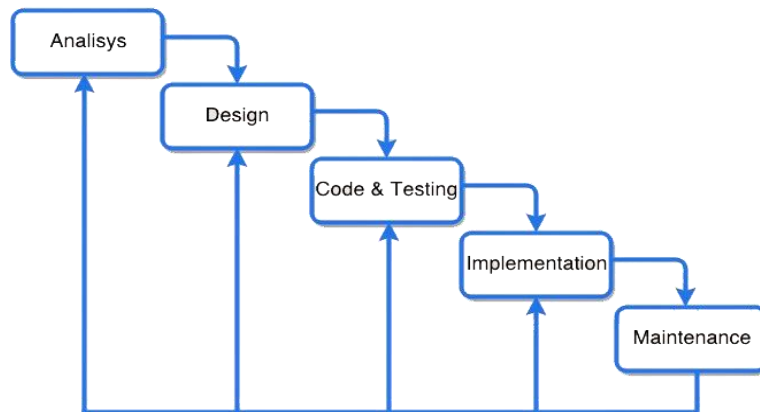 Analisys
Design
Code & Testing
Implementation
Maintenance